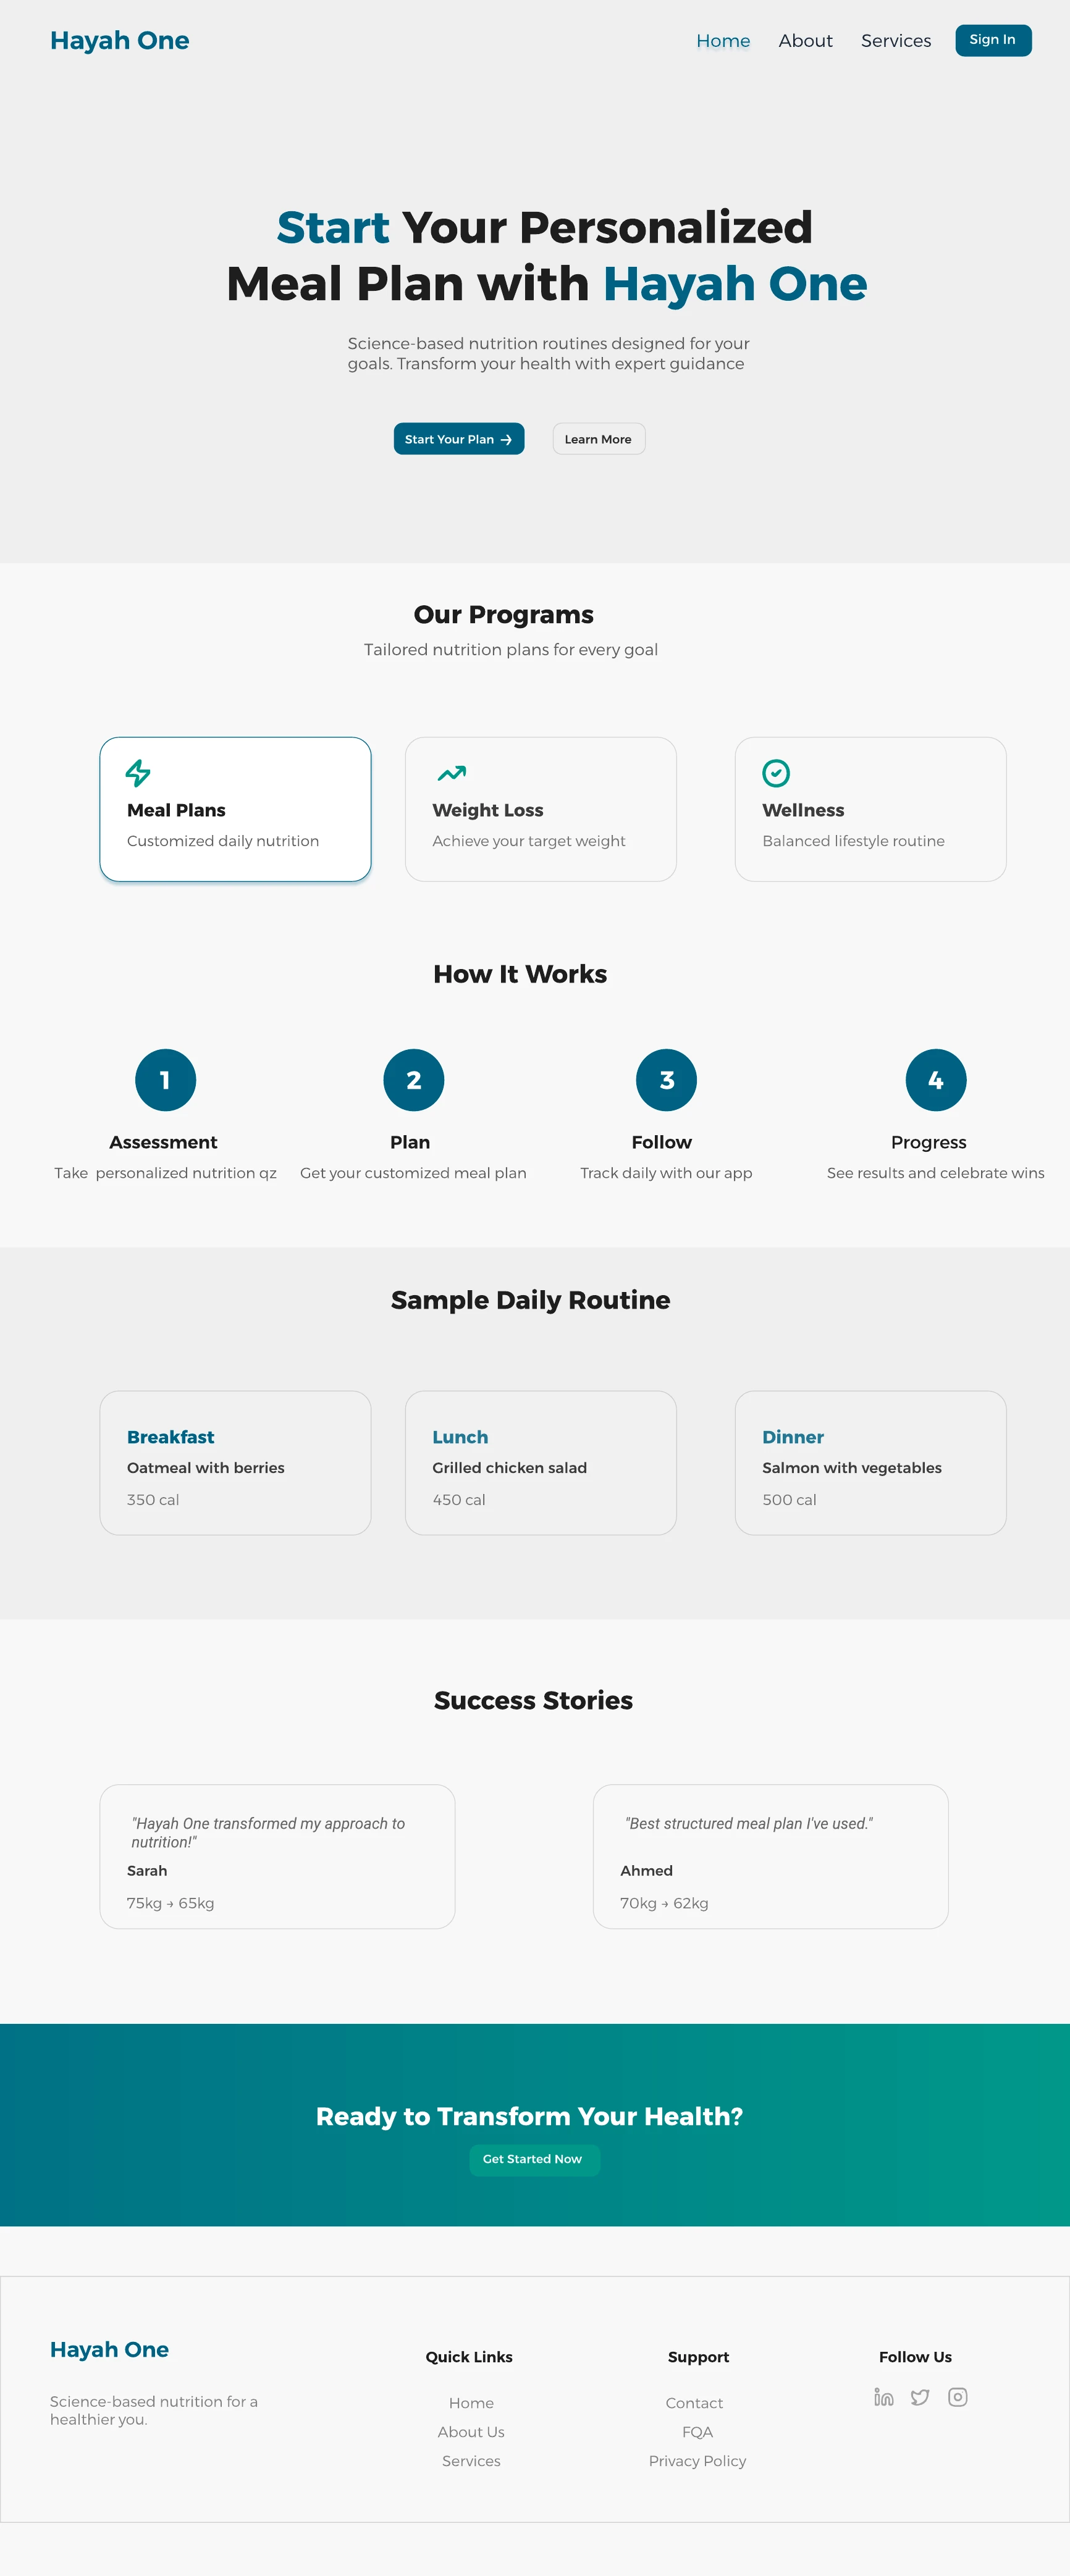 Hayah One
Home About Services Sign In
Start Your Personalized
Meal Plan with Hayah One
Science-based nutrition routines designed for your
goals. Transform your health with expert guidance
Start Your Plan → Learn More
Our Programs
Tailored nutrition plans for every goal
Meal Plans
Customized daily nutrition
Weight Loss
Achieve your target weight
Wellness
Balanced lifestyle routine
How It Works
1
Assessment
Take personalized nutrition qz
2
Plan
Get your customized meal plan
3
Follow
Track daily with our app
4
Progress
See results and celebrate wins
Sample Daily Routine
Breakfast
Oatmeal with berries
350 cal
Lunch
Grilled chicken salad
450 cal
Dinner
Salmon with vegetables
500 cal
Success Stories
"Hayah One transformed my approach to
nutrition!"
Sarah
75kg → 65kg
"Best structured meal plan I've used."
Ahmed
70kg → 62kg
Ready to Transform Your Health?
Get Started Now
Hayah One
Science-based nutrition for a
healthier you.
Quick Links
Home
About Us
Services
Support
Contact
FQA
Privacy Policy
Follow Us